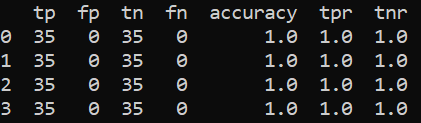 tp fp tn fn accuracy tpr tnr
0 35 0 35 0 1.0 1.0 1.0
1 35 0 35 0 1.0 1.0 1.0
2 35 0 35 0 1.0 1.0 1.0
3 35 0 35 0 1.0 1.0 1.0